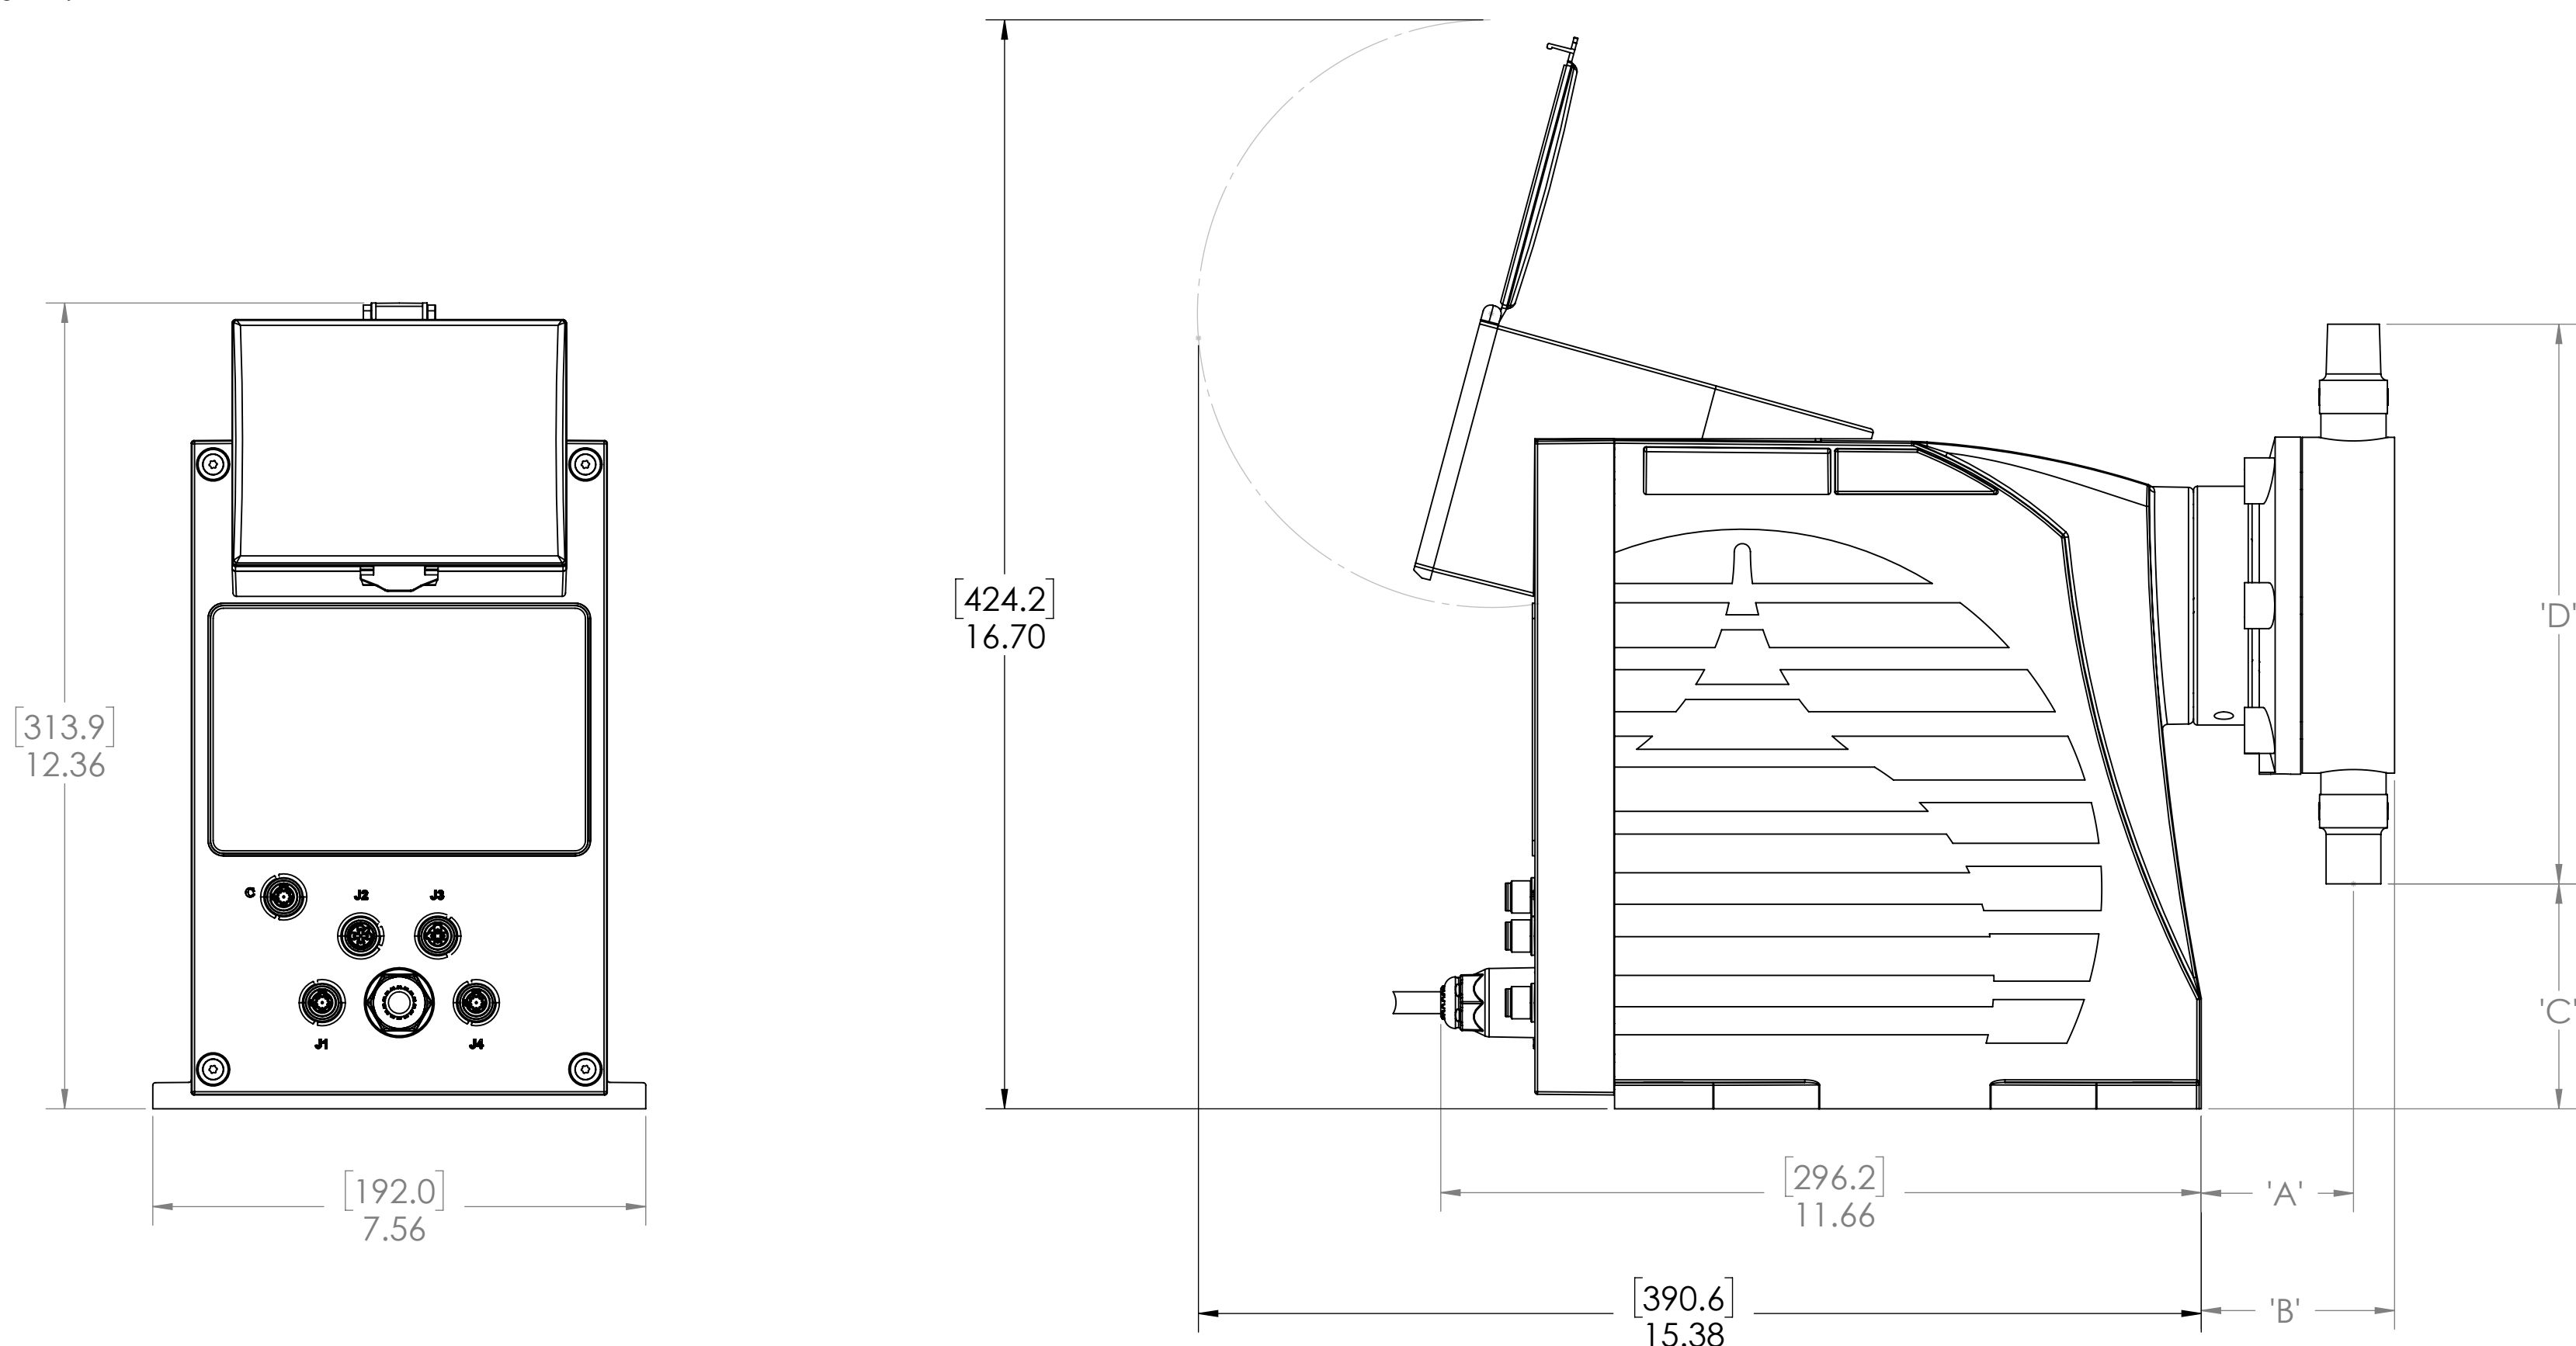 [424.2]
16.70
[313.9]
12.36
'D'
C
J2
J3
J1
J4
'C'
[192.0]
7.56
[296.2]
11.66
'A'
[390.6]
15.38
'B'